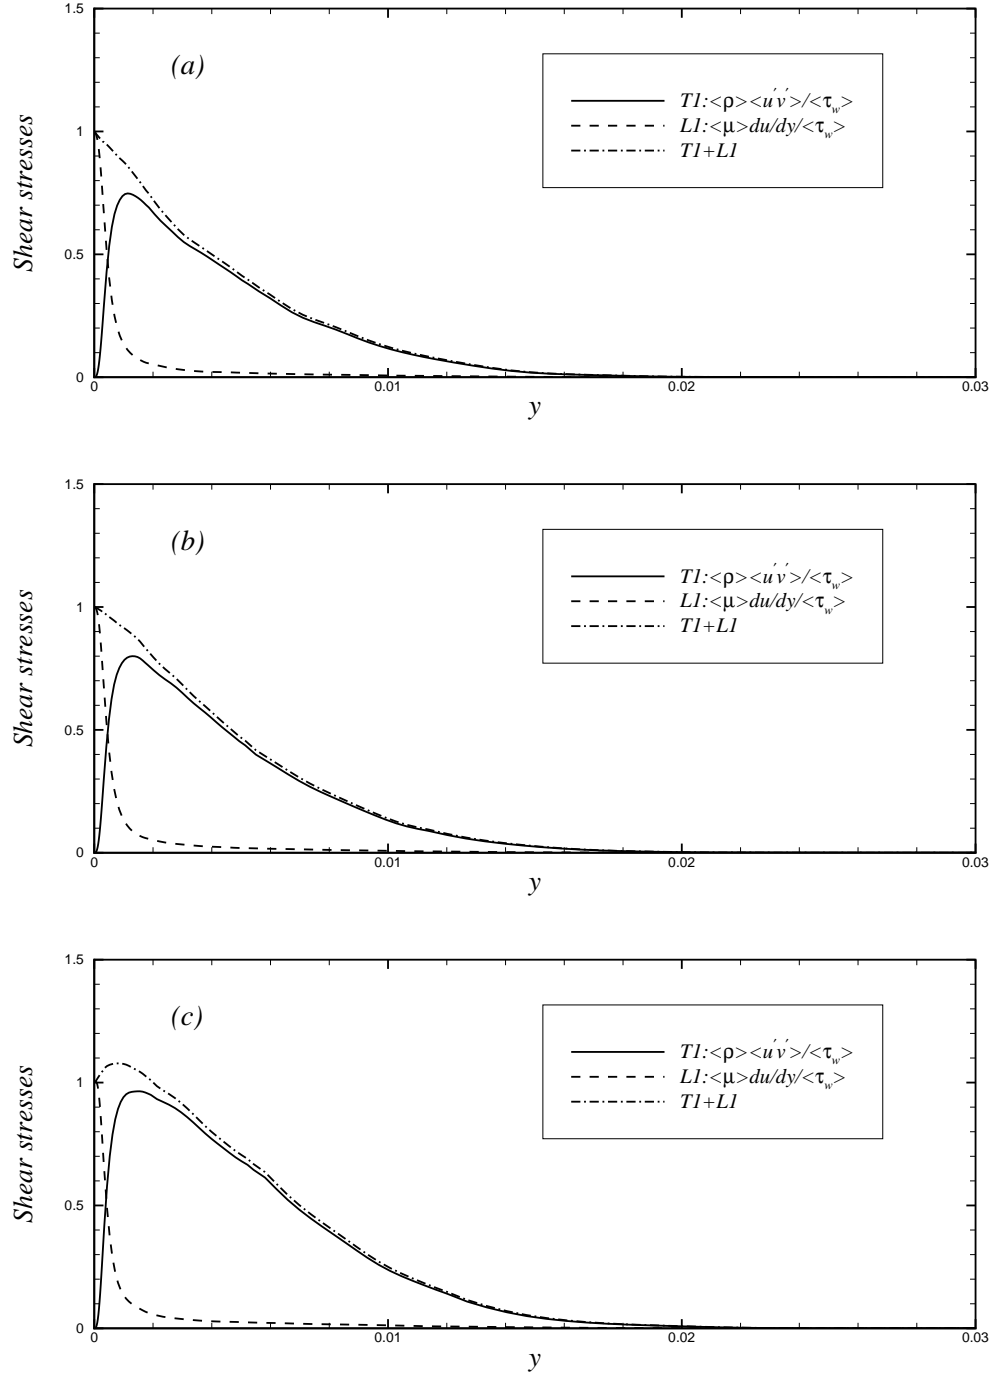 1.5
(a)
T1:<ρ><u'v'>/<τw>
L1:<μ>du/dy/<τw>
T1+L1
1
Shear stresses
0.5
0
0 0.01 0.02 0.03
y
1.5
(b)
T1:<ρ><u'v'>/<τw>
L1:<μ>du/dy/<τw>
T1+L1
1
Shear stresses
0.5
0
0 0.01 0.02 0.03
y
1.5
(c)
T1:<ρ><u'v'>/<τw>
L1:<μ>du/dy/<τw>
T1+L1
1
Shear stresses
0.5
0
0 0.01 0.02 0.03
y